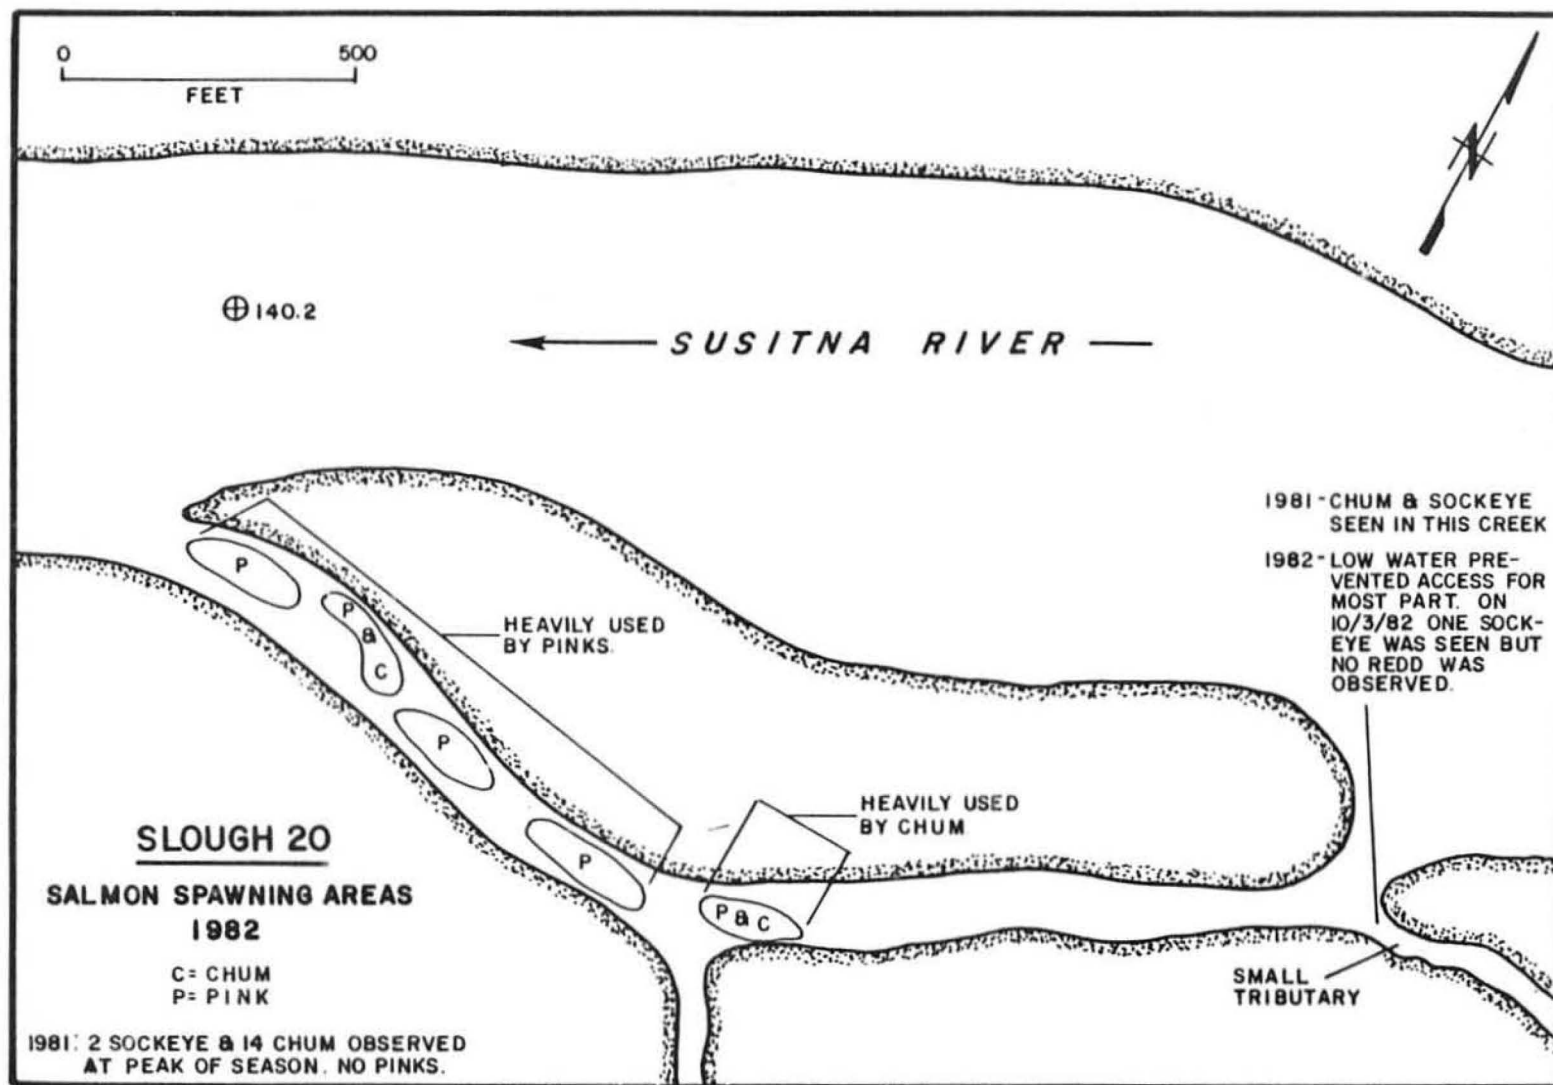 0 500
FEET
⊕ 140.2
SUSITNA RIVER
1981- CHUM & SOCKEYE
SEEN IN THIS CREEK
1982- LOW WATER PRE-
VENTED ACCESS FOR
MOST PART. ON
10/3/82 ONE SOCK-
EYE WAS SEEN BUT
NO REDD WAS
OBSERVED.
P
P & C
P
P
HEAVILY USED
BY PINKS.
HEAVILY USED
BY CHUM
P & C
SMALL
TRIBUTARY
SLOUGH 20
SALMON SPAWNING AREAS
1982
C= CHUM
P= PINK
1981: 2 SOCKEYE & 14 CHUM OBSERVED
AT PEAK OF SEASON. NO PINKS.